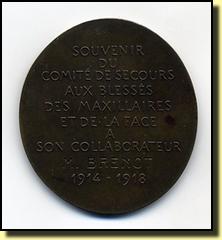 SOUVENIR
DU
COMITÉ DE SECOURS
AUX BLESSÉS
DES MAXILLAIRES
ET DE LA FACE
A
SON COLLABORATEUR
M. BRENOT
1914-1918